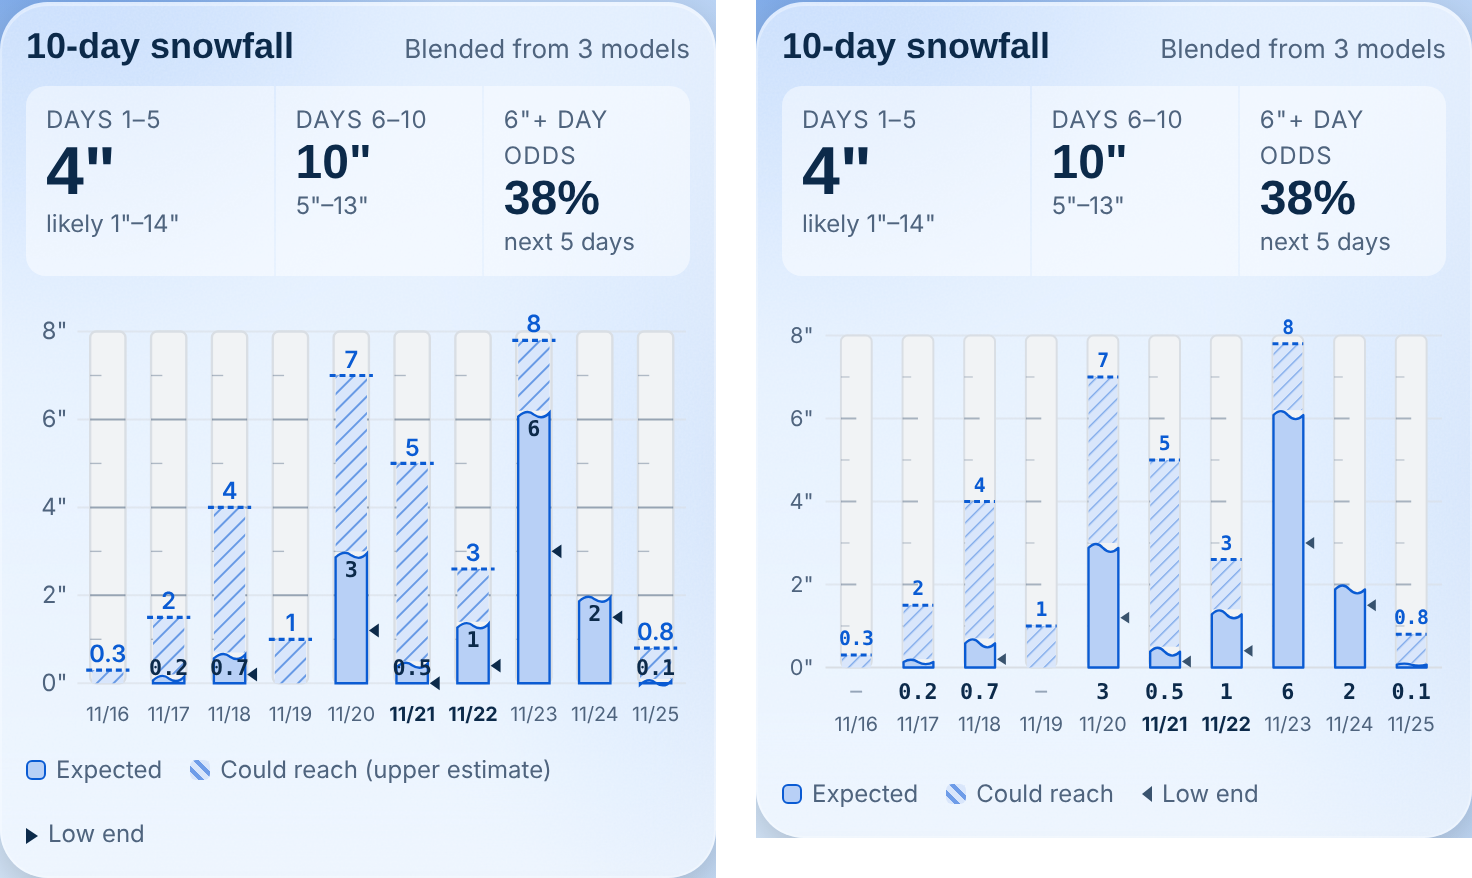 10-day snowfall Blended from 3 models
DAYS 1–5 DAYS 6–10 6"+ DAY ODDS
4" 10" 38%
likely 1"–14" 5"–13" next 5 days
8"
6"
4"
2"
0"
0.3 2 4 1 7 5 3 8 0.8
0.2 0.7 3 0.5 1 6 2 0.1
11/16 11/17 11/18 11/19 11/20 11/21 11/22 11/23 11/24 11/25
Expected Could reach (upper estimate)
Low end
10-day snowfall Blended from 3 models
DAYS 1–5 DAYS 6–10 6"+ DAY ODDS
4" 10" 38%
likely 1"–14" 5"–13" next 5 days
8"
6"
4"
2"
0"
0.3 2 4 1 7 5 3 8 0.8
– 0.2 0.7 – 3 0.5 1 6 2 0.1
11/16 11/17 11/18 11/19 11/20 11/21 11/22 11/23 11/24 11/25
Expected Could reach Low end